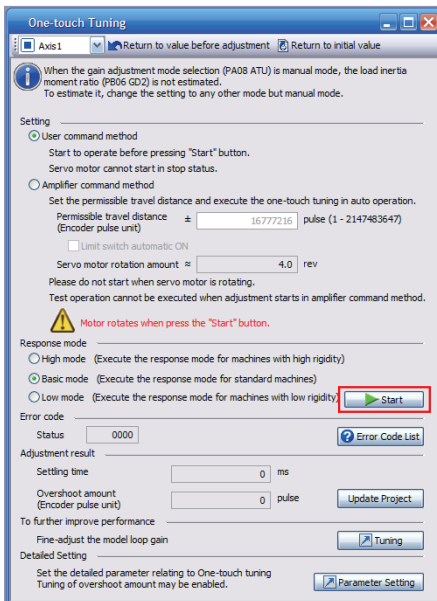 One-touch Tuning
Axis1 Return to value before adjustment Return to initial value
When the gain adjustment mode selection (PA08 ATU) is manual mode, the load inertia
moment ratio (PB06 GD2) is not estimated.
To estimate it, change the setting to any other mode but manual mode.
Setting
User command method
Start to operate before pressing "Start" button.
Servo motor cannot start in stop status.
Amplifier command method
Set the permissible travel distance and execute the one-touch tuning in auto operation.
Permissible travel distance ± 16777216 pulse (1 - 2147483647)
(Encoder pulse unit)
Limit switch automatic ON
Servo motor rotation amount ≈ 4.0 rev
Please do not start when servo motor is rotating.
Test operation cannot be executed when adjustment starts in amplifier command method.
Motor rotates when press the "Start" button.
Response mode
High mode (Execute the response mode for machines with high rigidity)
Basic mode (Execute the response mode for standard machines)
Low mode (Execute the response mode for machines with low rigidity) Start
Error code
Status 0000 Error Code List
Adjustment result
Settling time 0 ms
Overshoot amount 0 pulse Update Project
(Encoder pulse unit)
To further improve performance
Fine-adjust the model loop gain Tuning
Detailed Setting
Set the detailed parameter relating to One-touch tuning
Tuning of overshoot amount may be enabled. Parameter Setting